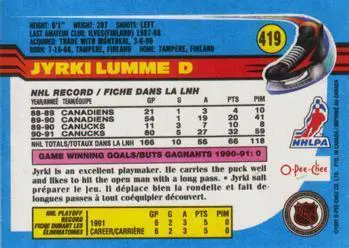 HEIGHT: 6'1" WEIGHT: 207 SHOOTS: LEFT
LAST AMATEUR CLUB: ILVES(FINLAND) 1987-88
ACQUIRED: TRADE WITH MONTREAL, 3-6-90
BORN: 7-16-66, TAMPERE, FINLAND HOME: TAMPERE, FINLAND
419
JYRKI LUMME D
NHL RECORD / FICHE DANS LA LNH
YEAR/ANNÉE TEAM/ÉQUIPE GP G A PTS PIM
88-89 CANADIENS 21 1 3 4 10
89-90 CANADIENS 54 1 19 20 41
89-90 CANUCKS 11 3 7 10 8
90-91 CANUCKS 80 5 27 32 59
NHL TOTALS/TOTAUX DANS LA LNH 166 10 56 66 118
GAME WINNING GOALS/BUTS GAGNANTS 1990-91: 0
Jyrki is an excellent playmaker. He carries the puck well
and likes to hit the open man with a long pass. • Jyrki sait
préparer le jeu. Il déplace bien la rondelle et fait de
longues passes à tout coéquipier découvert.
NHL PLAYOFF
RECORD
FICHE DURANT LES
ÉLIMINATOIRES
GP G A PTS PIM
1991 6 2 3 5 0
CAREER/CARRIÈRE 6 2 3 5 0
NHLPA
O-Pee-Chee
NHL